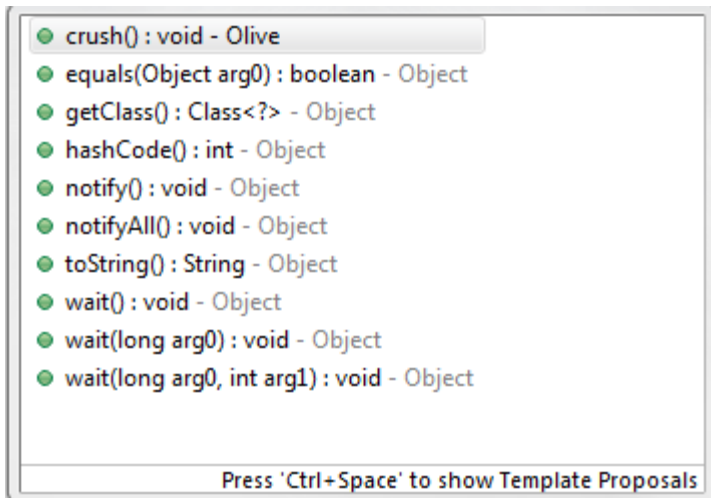 crush() : void - Olive
equals(Object arg0) : boolean - Object
getClass() : Class<?> - Object
hashCode() : int - Object
notify() : void - Object
notifyAll() : void - Object
toString() : String - Object
wait() : void - Object
wait(long arg0) : void - Object
wait(long arg0, int arg1) : void - Object
Press 'Ctrl+Space' to show Template Proposals